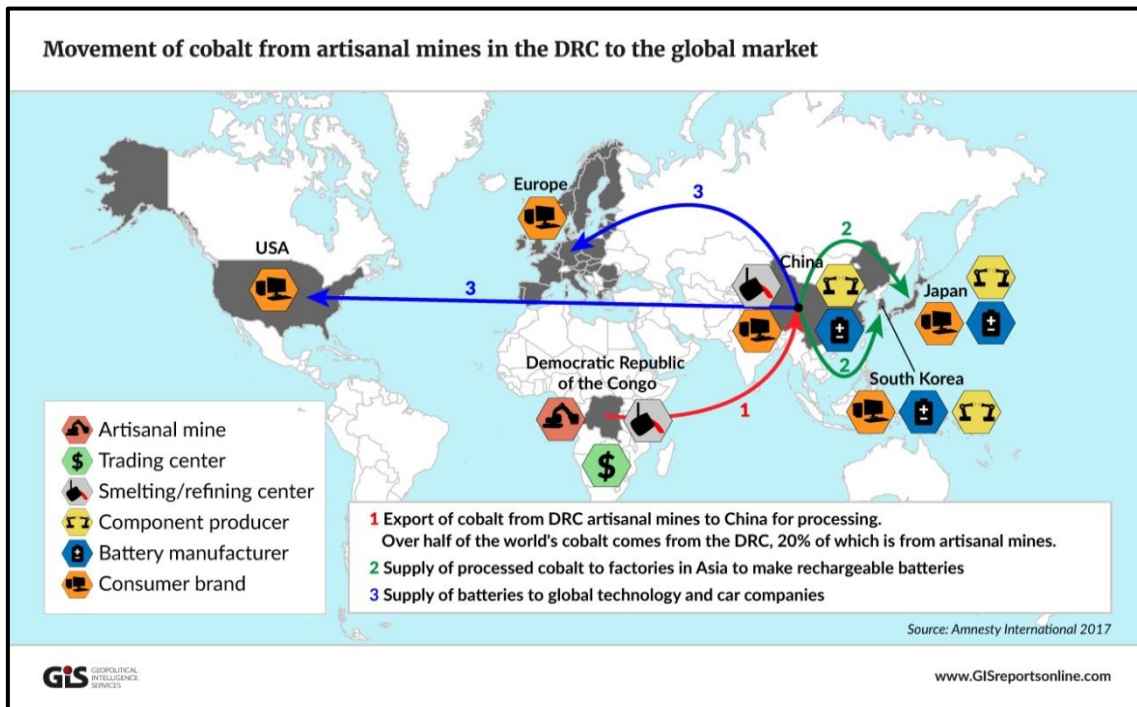 Movement of cobalt from artisanal mines in the DRC to the global market
Europe
3
2
USA
China
3
Japan
Democratic Republic
of the Congo
1
2
South Korea
Artisanal mine
$ Trading center
$
Smelting/refining center
Component producer
Battery manufacturer
Consumer brand
1 Export of cobalt from DRC artisanal mines to China for processing.
Over half of the world's cobalt comes from the DRC, 20% of which is from artisanal mines.
2 Supply of processed cobalt to factories in Asia to make rechargeable batteries
3 Supply of batteries to global technology and car companies
Source: Amnesty International 2017
GIS GEOPOLITICAL
INTELLIGENCE
SERVICES
www.GISreportsonline.com